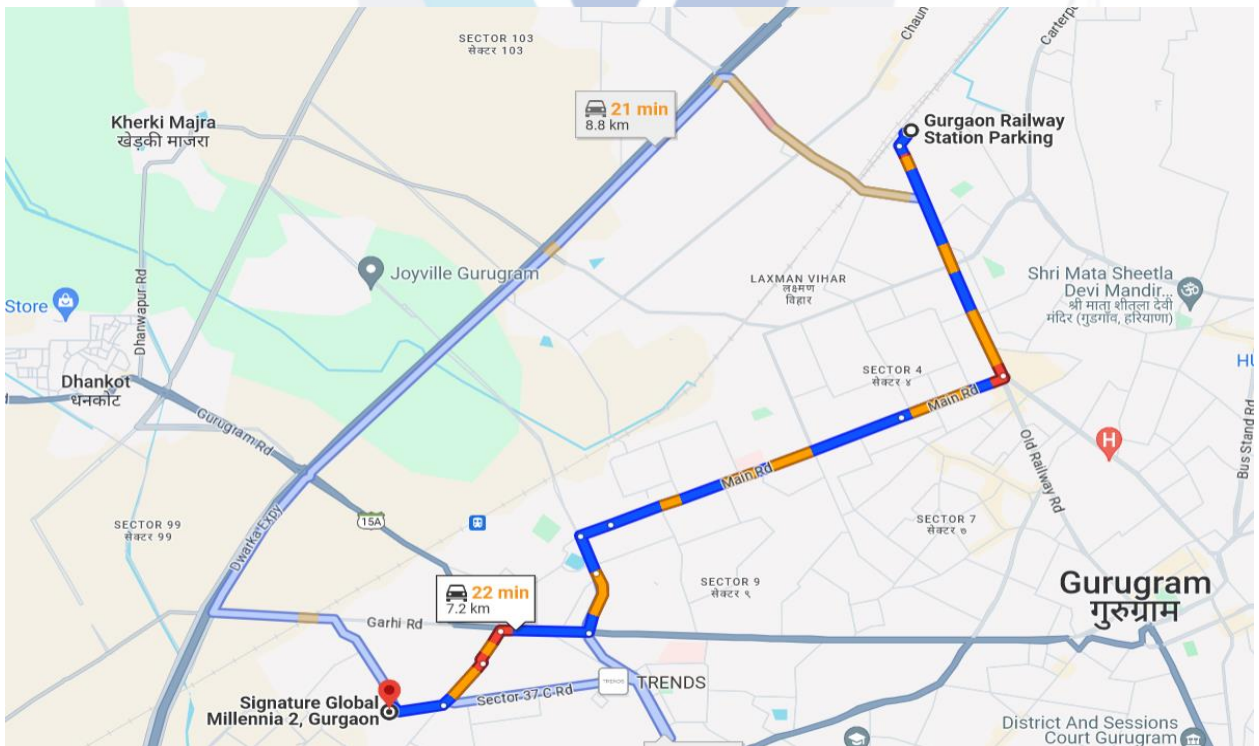 SECTOR 103
सेक्टर 103
Kherki Majra
खेड़की माजरा
21 min
8.8 km
Gurgaon Railway
Station Parking
Joyville Gurugram
LAXMAN VIHAR
लक्ष्मण
विहार
Shri Mata Sheetla
Devi Mandir...
श्री माता शीतला देवी
मंदिर (गुडगाँव, हरियाणा)
Store
Dhanwapur Rd
Dhankot
धनकोट
SECTOR 4
सेक्टर ४
Main Rd
Gurugram Rd
Main Rd
Old Railway Rd
H
Bus Stand Rd
15A
SECTOR 99
सेक्टर 99
Dwarka Expy
SECTOR 7
सेक्टर ७
SECTOR 9
सेक्टर ९
22 min
7.2 km
Gurugram
गुरुग्राम
Garhi Rd
Signature Global
Millennia 2, Gurgaon
Sector 37 C Rd
TRENDS
TRENDS
District And Sessions
Court Gurugram